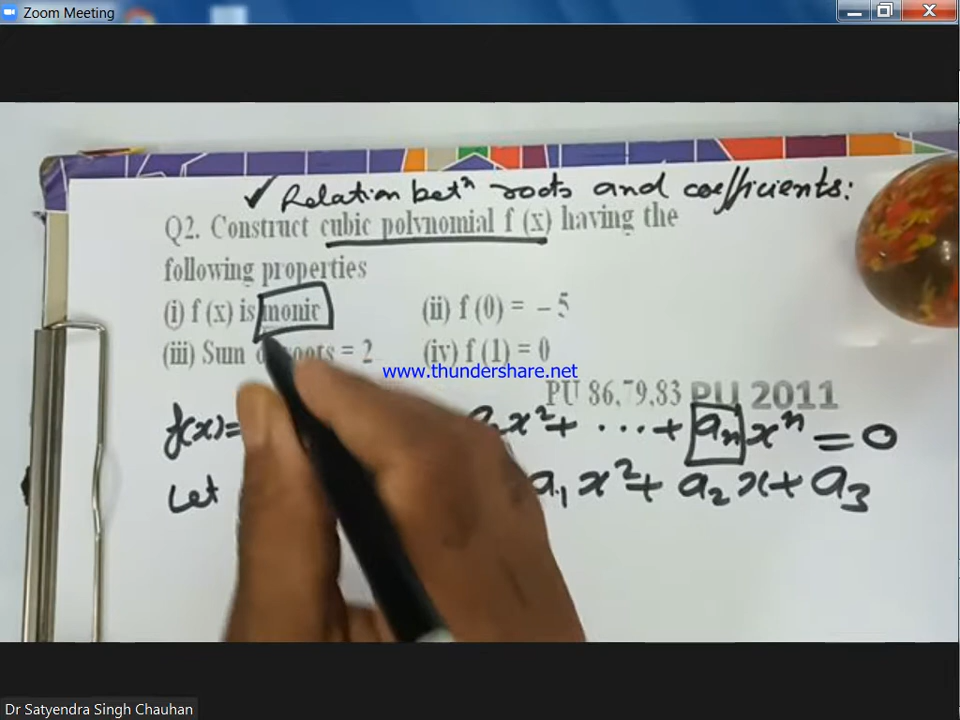 Zoom Meeting
✓ Relation betⁿ roots and coefficients:
Q2. Construct cubic polynomial f (x) having the
following properties
(i) f (x) is monic (ii) f (0) = – 5
(iii) Sum roots = 2 (iv) f (1) = 0
www.thundershare.net
PU 86,79,83 PU 2011
f(x)= x²+ ...+ aₙxⁿ = 0
Let a₁x²+ a₂x+ a₃
Dr Satyendra Singh Chauhan